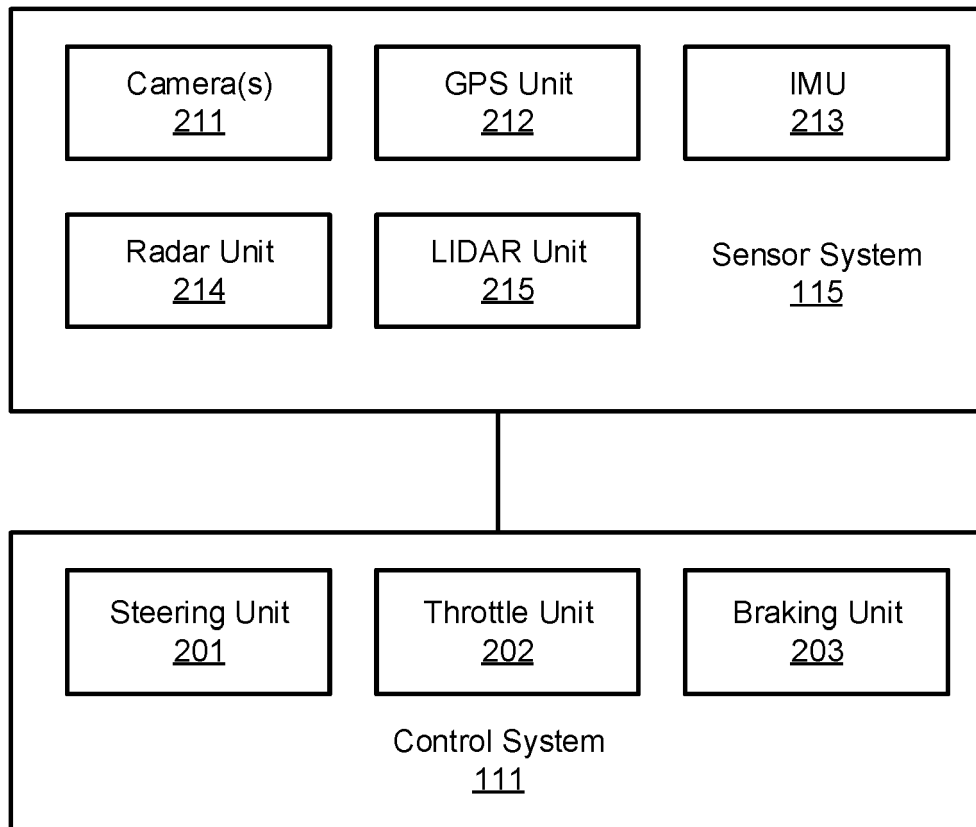 Camera(s)
211
GPS Unit
212
IMU
213
Radar Unit
214
LIDAR Unit
215
Sensor System
115
Steering Unit
201
Throttle Unit
202
Braking Unit
203
Control System
111